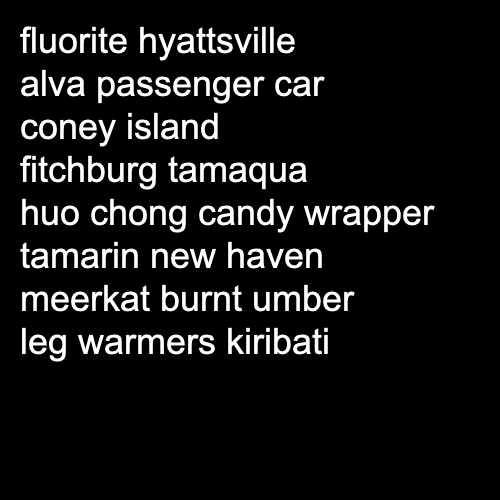 fluorite hyattsville
alva passenger car
coney island
fitchburg tamaqua
huo chong candy wrapper
tamarin new haven
meerkat burnt umber
leg warmers kiribati